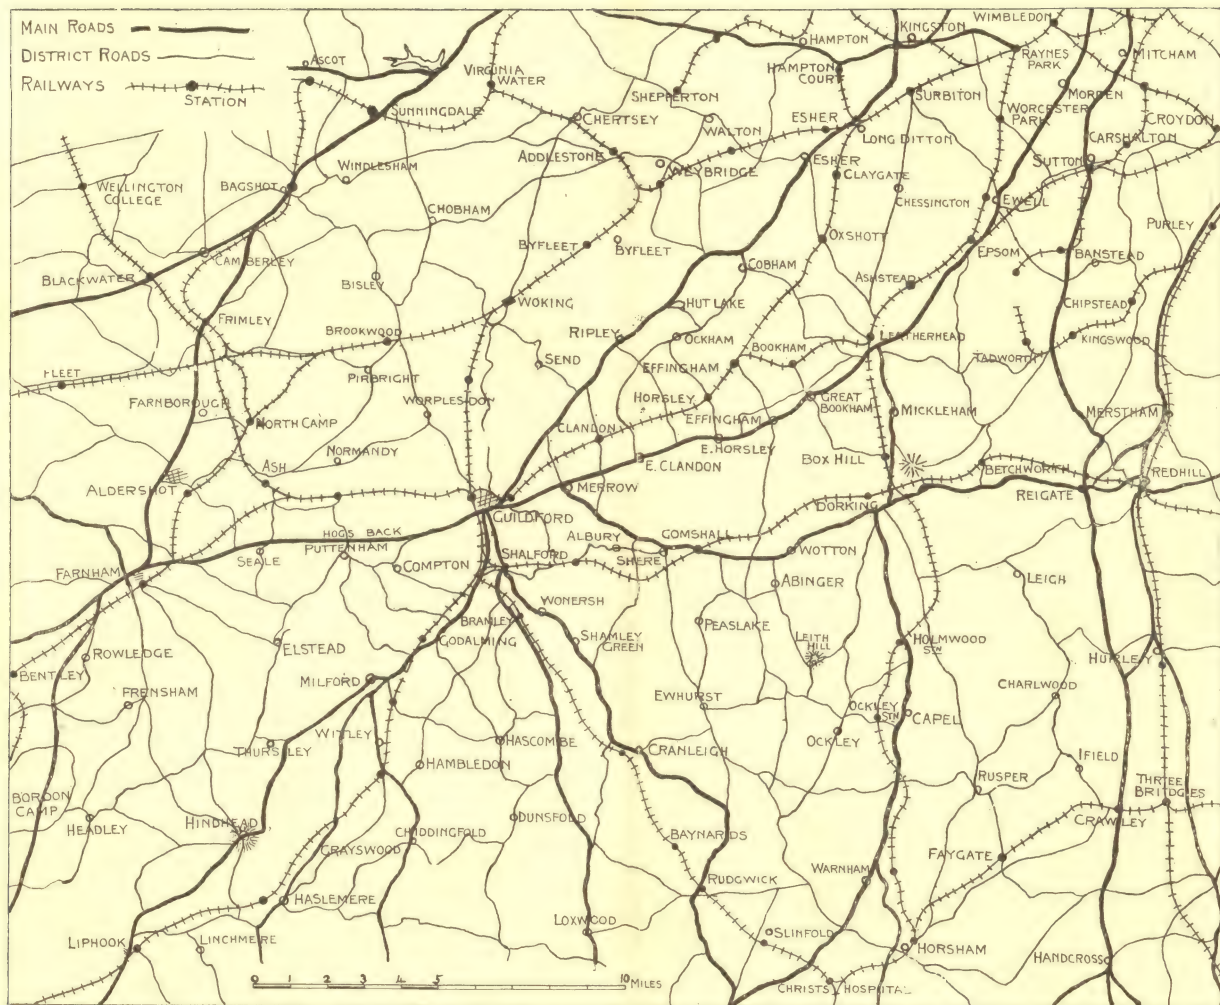 MAIN ROADS
DISTRICT ROADS
RAILWAYS
STATION
ASCOT
VIRGINIA
WATER
SUNNINGDALE
HAMPTON
KINGSTON
WIMBLEDON
HAMPTON
COURT
RAYNES
PARK
MITCHAM
SHEPPERTON
SURBITON
MORDEN
WORCESTER
PARK
CROYDON
CHERTSEY
WALTON
ESHER
LONG DITTON
CARSHALTON
SUTTON
ADDLESTONE
WEYBRIDGE
ESHER
CLAYGATE
WINDLESHAM
BAGSHOT
WELLINGTON
COLLEGE
CHESSINGTON
EWELL
CHOBHAM
PURLEY
BYFLEET
BYFLEET
OXSHOTT
EPSOM
BANSTEAD
CAMBERLEY
BLACKWATER
BISLEY
COBHAM
ASHSTEAD
CHIPSTEAD
WOKING
HUT LAKE
FRIMLEY
BROOKWOOD
RIPLEY
OCKHAM
BOOKHAM
LEATHERHEAD
TADWORTH
KINGSWOOD
FLEET
PIRBRIGHT
SEND
EFFINGHAM
FARNBOROUGH
WORPLESDON
HORSLEY
EFFINGHAM
GREAT
BOOKHAM
MICKLEHAM
MERSTHAM
NORTH CAMP
CLANDON
NORMANDY
E. HORSLEY
BOX HILL
E. CLANDON
BETCHWORTH
REDHILL
ASH
ALDERSHOT
MERROW
DORKING
REIGATE
GUILDFORD
HOGS BACK
PUTTENHAM
SEALE
COMPTON
SHALFORD
ALBURY
SHERE
GOMSHALL
WOTTON
FARNHAM
ABINGER
LEIGH
WONERSH
BRAMLEY
GODALMING
SHAMLEY
GREEN
PEASLAKE
LEITH
HILL
HOLMWOOD
STN
HURLEY
ELSTEAD
ROWLEDGE
BENTLEY
FRENSHAM
MILFORD
EWHURST
OCKLEY
STN
CAPEL
CHARLWOOD
THURSLEY
WITLEY
HASCOMBE
CRANLEIGH
OCKLEY
HAMBLEDON
IFIELD
RUSPER
THREE
BRIDGES
BORDON
CAMP
HEADLEY
HINDHEAD
CHIDDINGFOLD
DUNSFOLD
CRAWLEY
GRAYSWOOD
BAYNARDS
FAYGATE
WARNHAM
RUDGWICK
HASLEMERE
LOXWOOD
SLINFOLD
LIPHOOK
LINCHMERE
HORSHAM
HANDCROSS
0 1 2 3 4 5 10 MILES
CHRISTS HOSPITAL